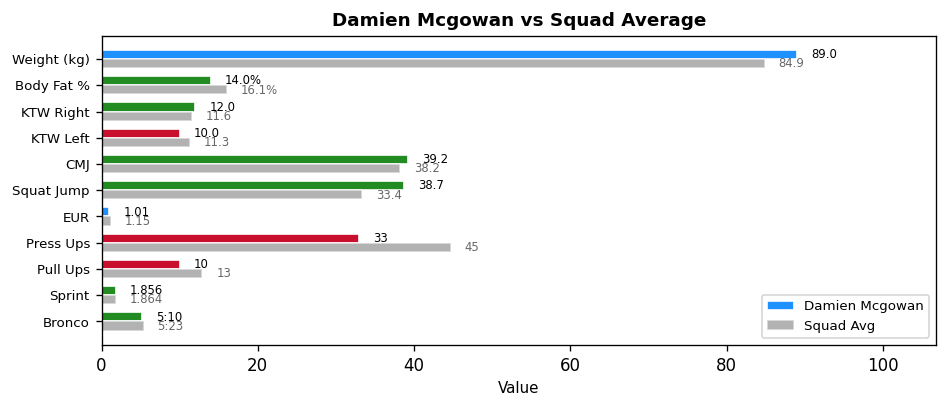 Damien Mcgowan vs Squad Average
Weight (kg)
89.0
84.9
Body Fat %
14.0%
16.1%
KTW Right
12.0
11.6
KTW Left
10.0
11.3
CMJ
39.2
38.2
Squat Jump
38.7
33.4
EUR
1.01
1.15
Press Ups
33
45
Pull Ups
10
13
Sprint
1.856
1.864
Bronco
5:10
5:23
Damien Mcgowan
Squad Avg
0 20 40 60 80 100
Value